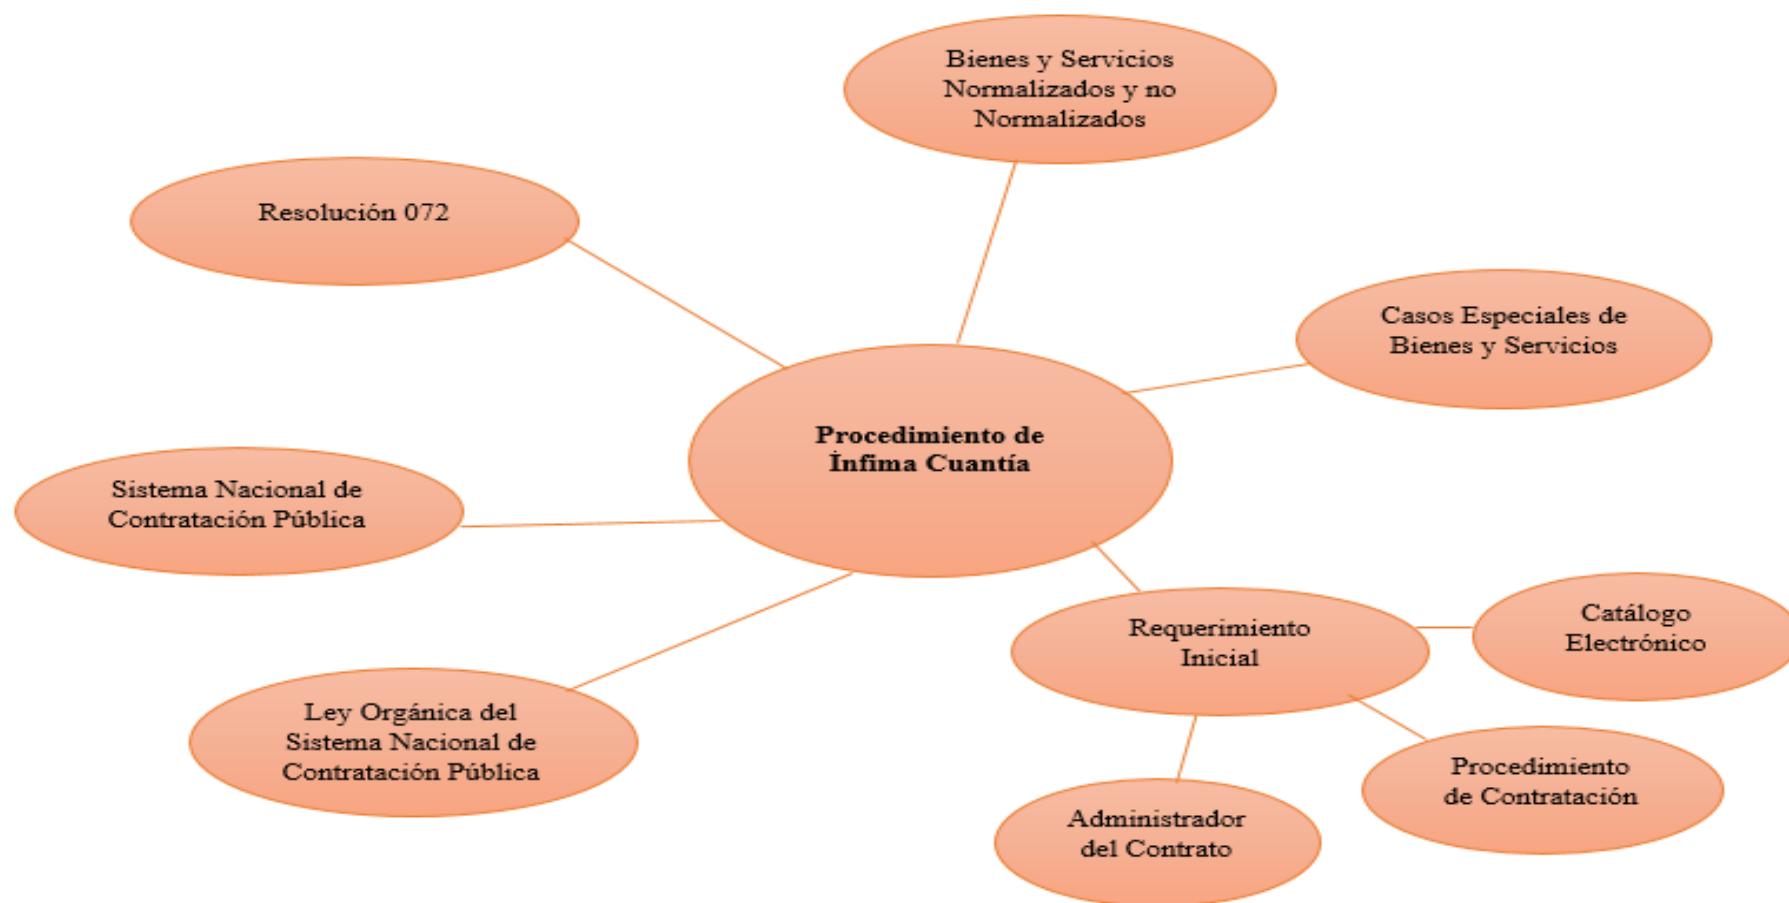 Bienes y Servicios
Normalizados y no
Normalizados
Resolución 072
Casos Especiales de
Bienes y Servicios
Procedimiento de
Ínfima Cuantía
Sistema Nacional de
Contratación Pública
Requerimiento
Inicial
Catálogo
Electrónico
Ley Orgánica del
Sistema Nacional de
Contratación Pública
Procedimiento
de Contratación
Administrador
del Contrato